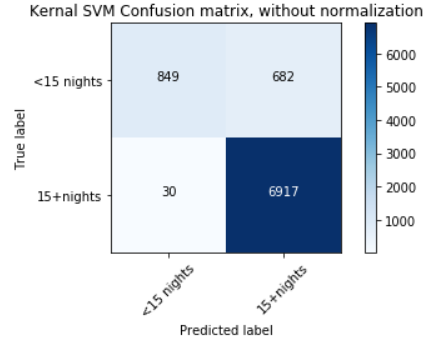 Kernal SVM Confusion matrix, without normalization
True label
<15 nights
849
682
15+nights
30
6917
<15 nights
15+nights
Predicted label
6000
5000
4000
3000
2000
1000